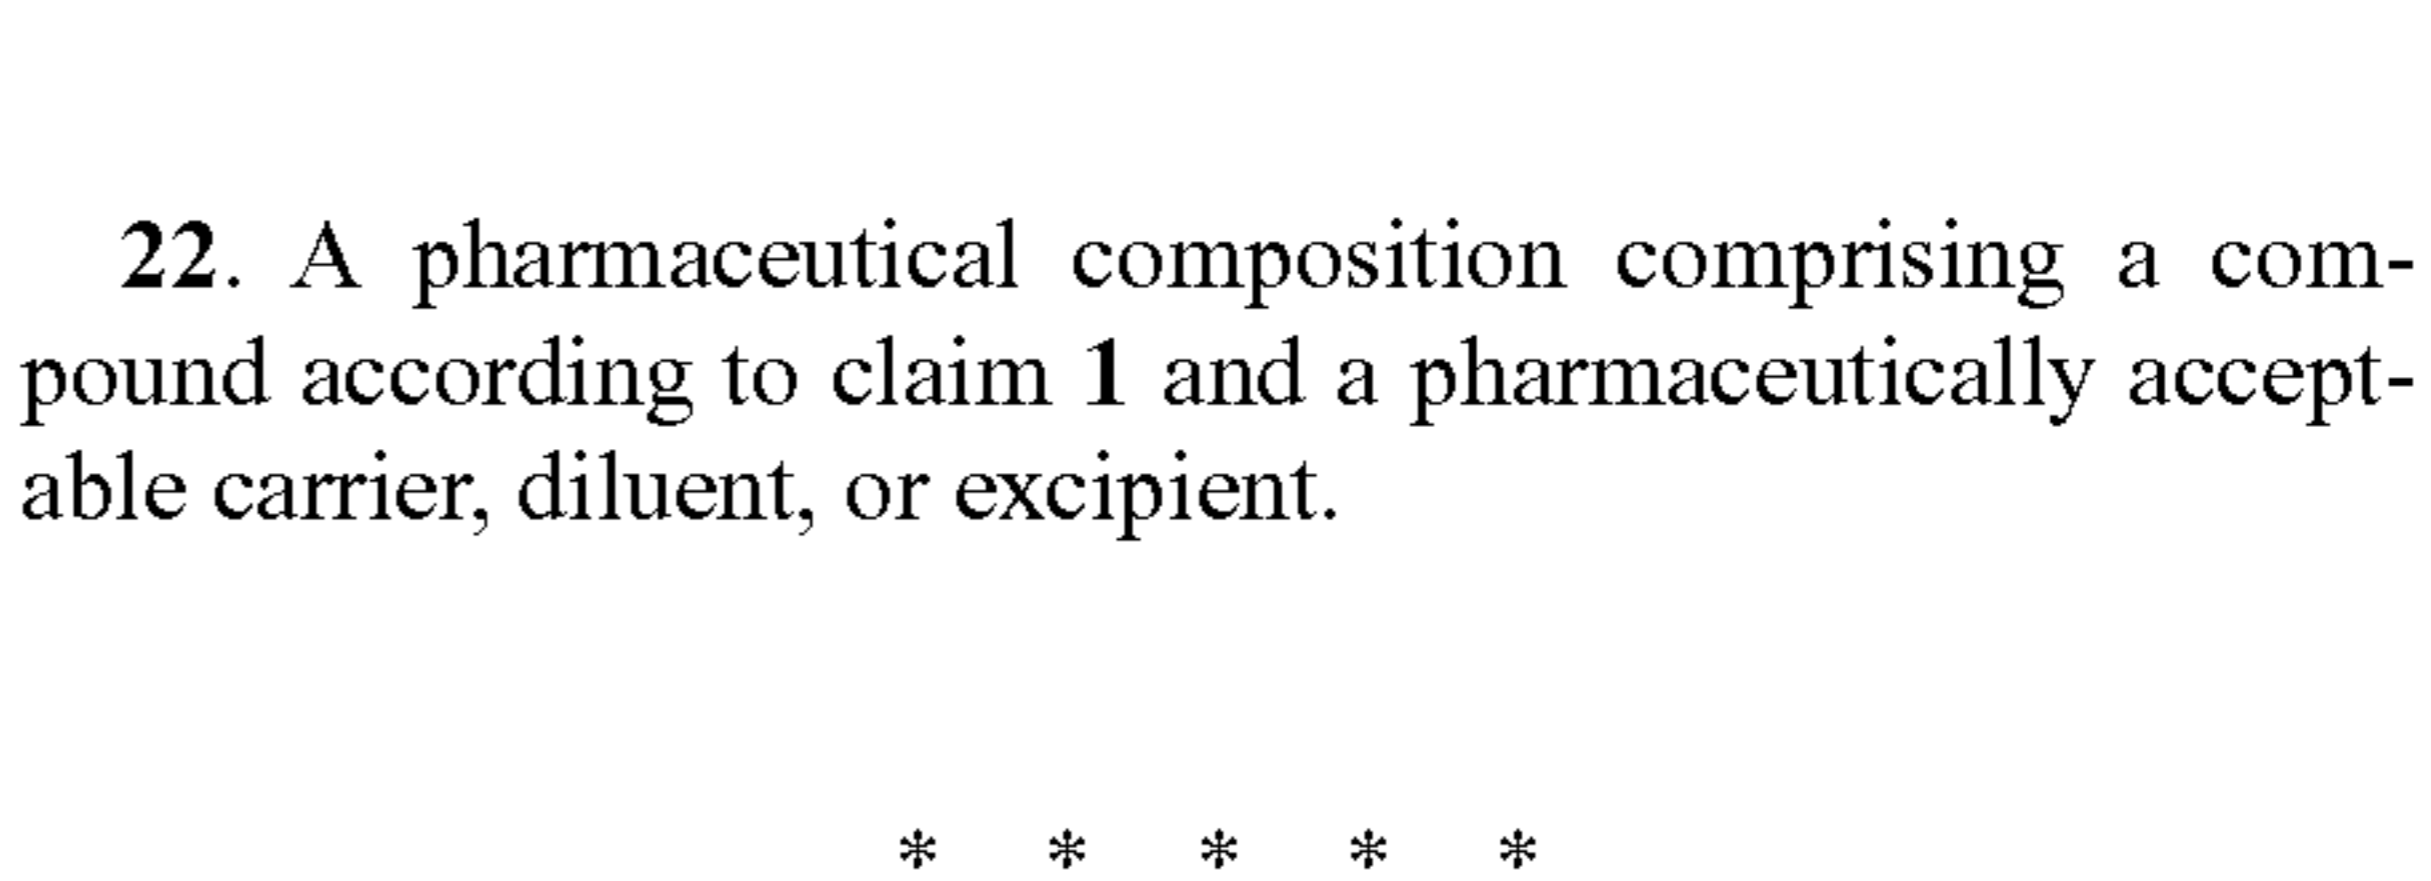 22. A pharmaceutical composition comprising a com-
pound according to claim 1 and a pharmaceutically accept-
able carrier, diluent, or excipient.
* * * * *